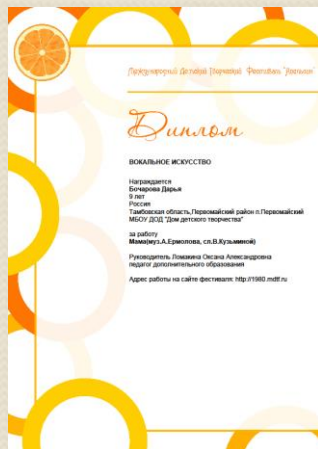 Международный Детский Творческий Фестиваль "Апельсин"
Диплом
ВОКАЛЬНОЕ ИСКУССТВО
Награждается
Бочарова Дарья
9 лет
Россия
Тамбовская область,Первомайский район п.Первомайский
МБОУ ДОД "Дом детского творчества"
за работу
Мама(муз.А.Ермолова, сл.В.Кузьминой)
Руководитель Ломакина Оксана Александровна
педагог дополнительного образования
Адрес работы на сайте фестиваля: http://1980.mdtf.ru